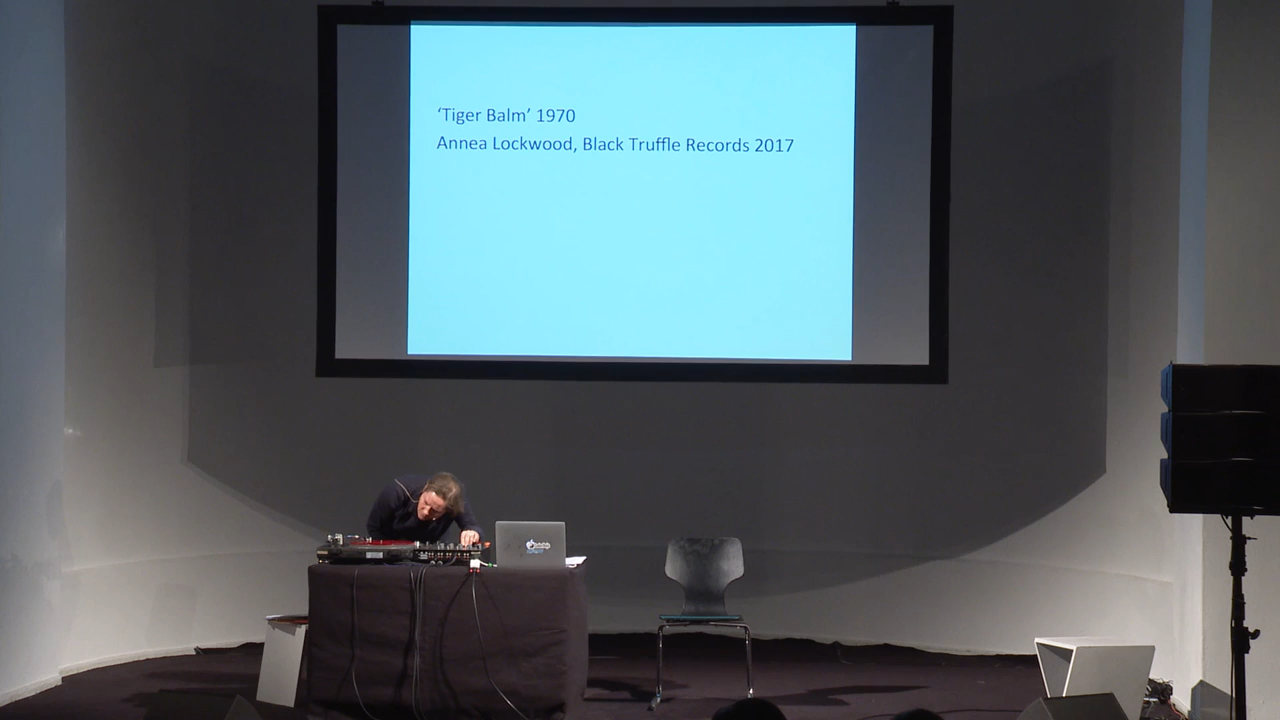 ‘Tiger Balm’ 1970
Annea Lockwood, Black Truffle Records 2017